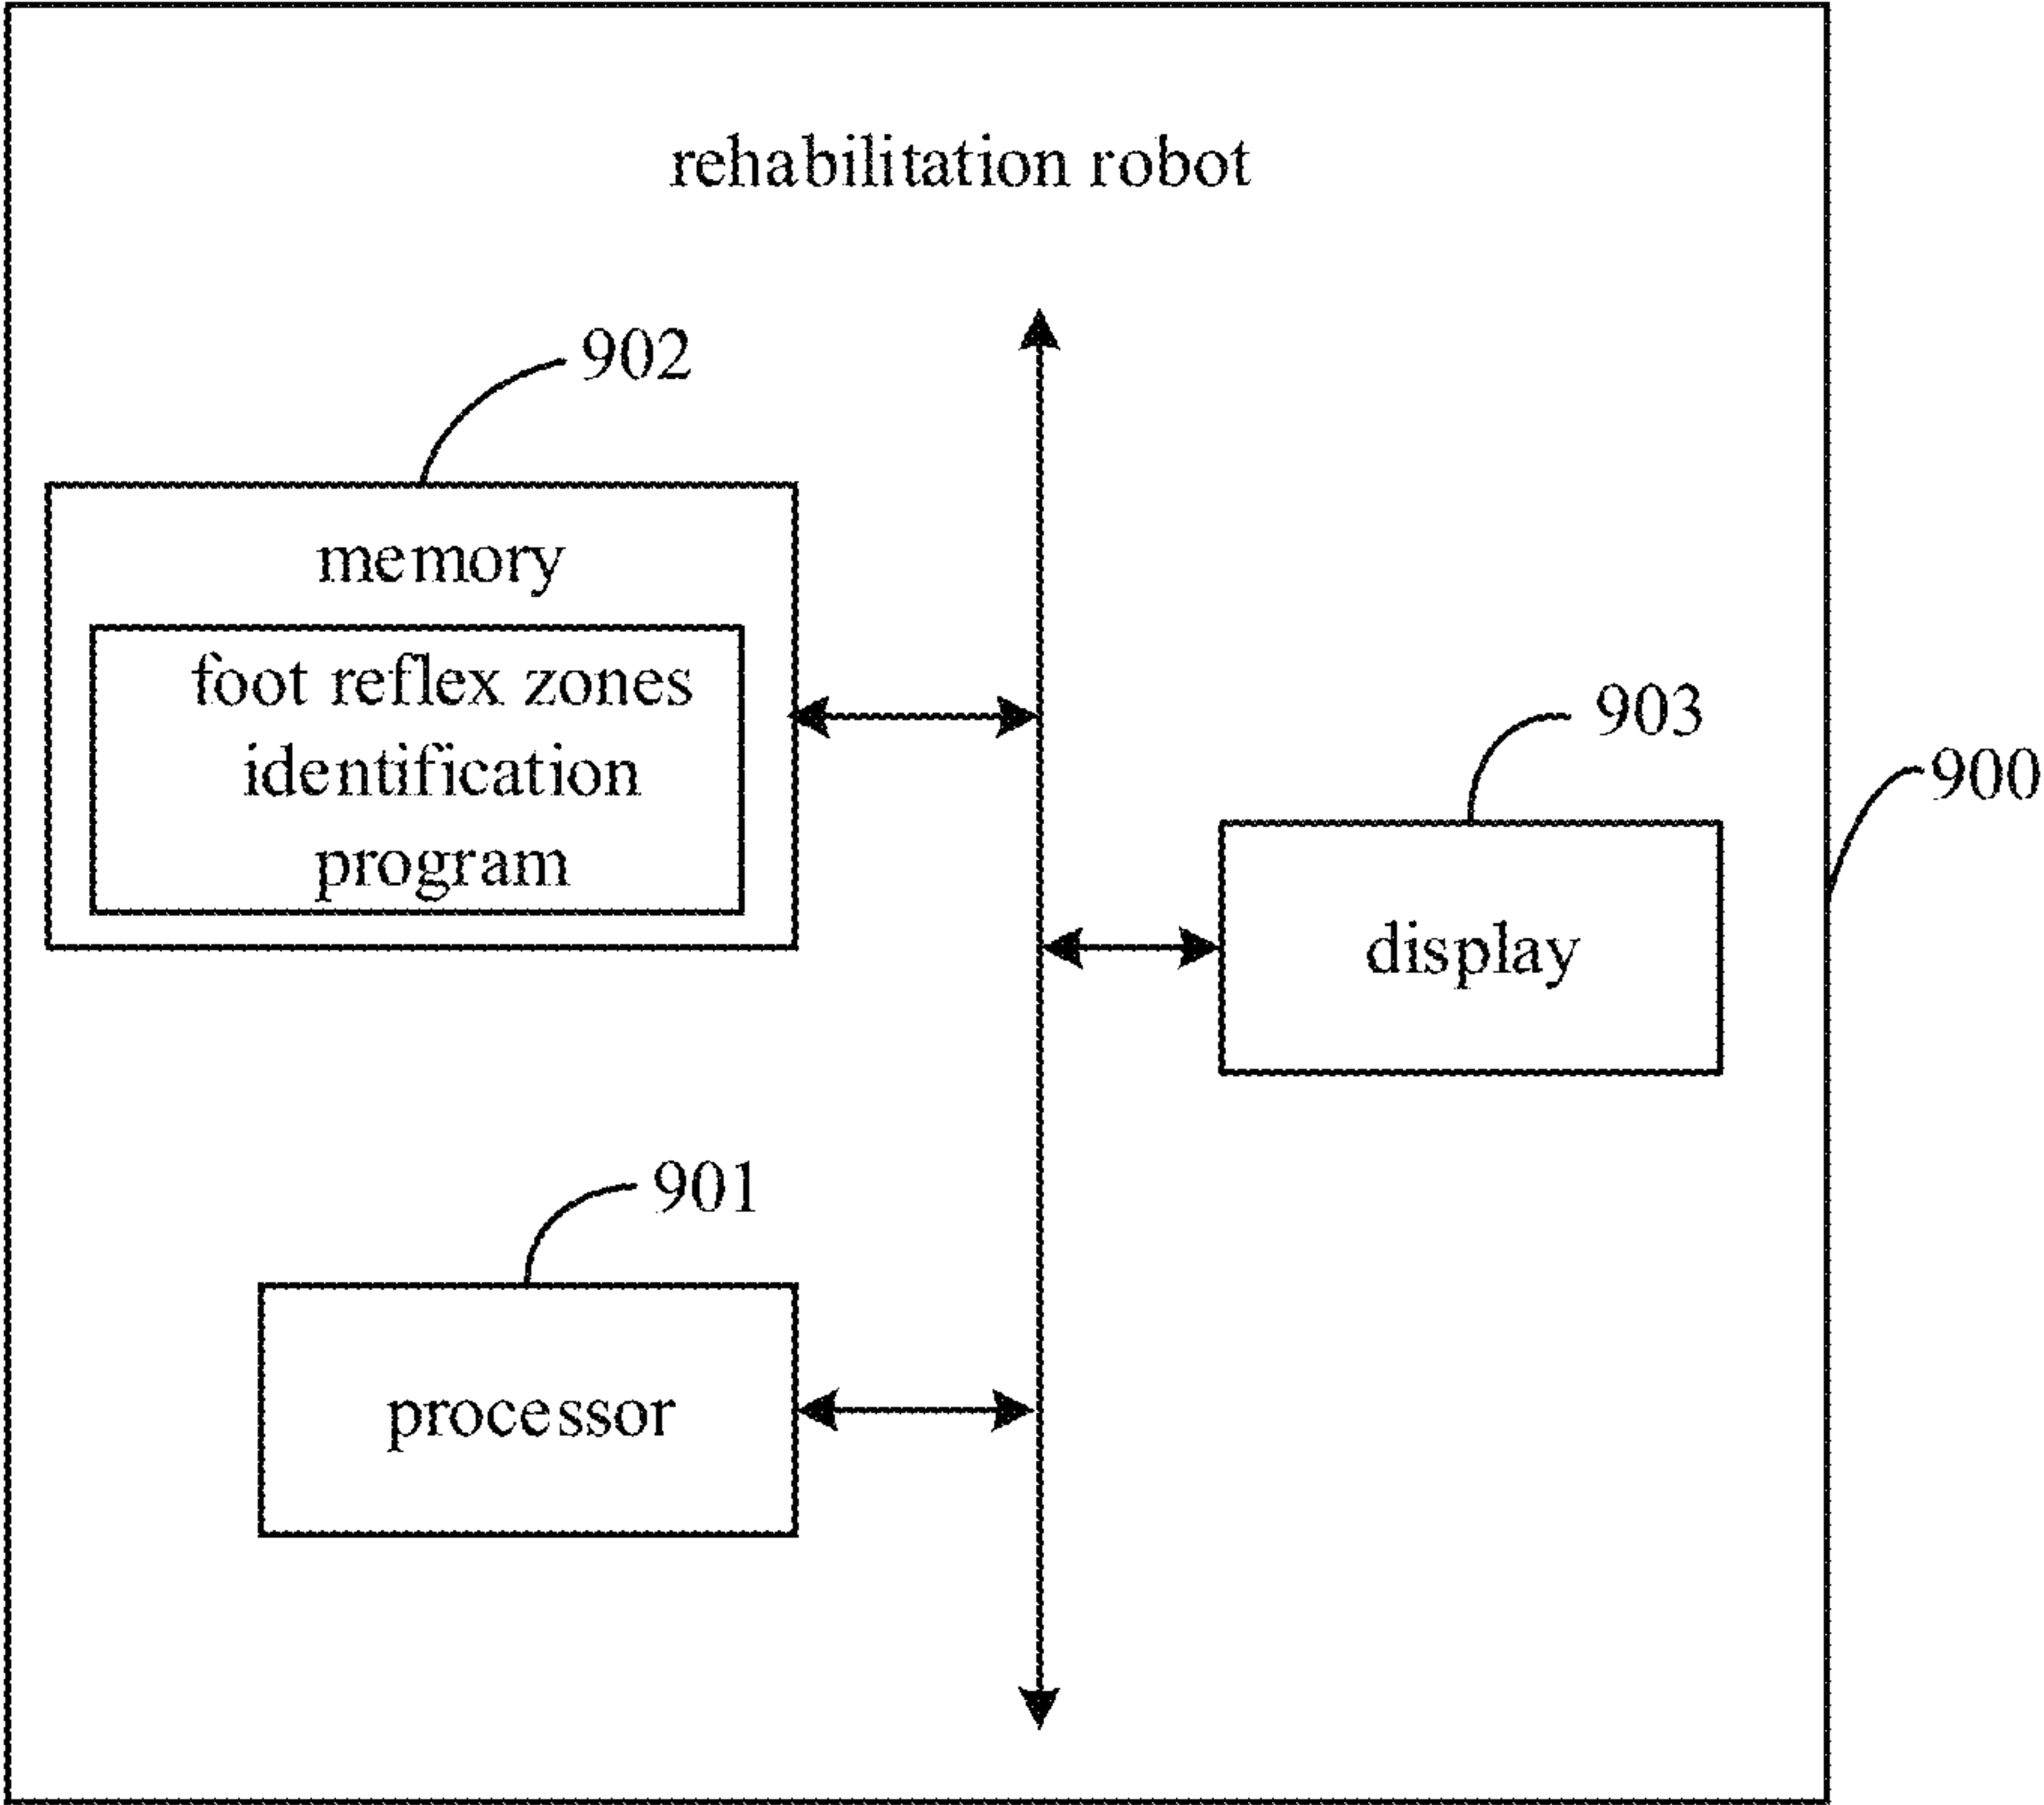 rehabilitation robot
902
memory
foot reflex zones
identification
program
903
900
display
901
processor